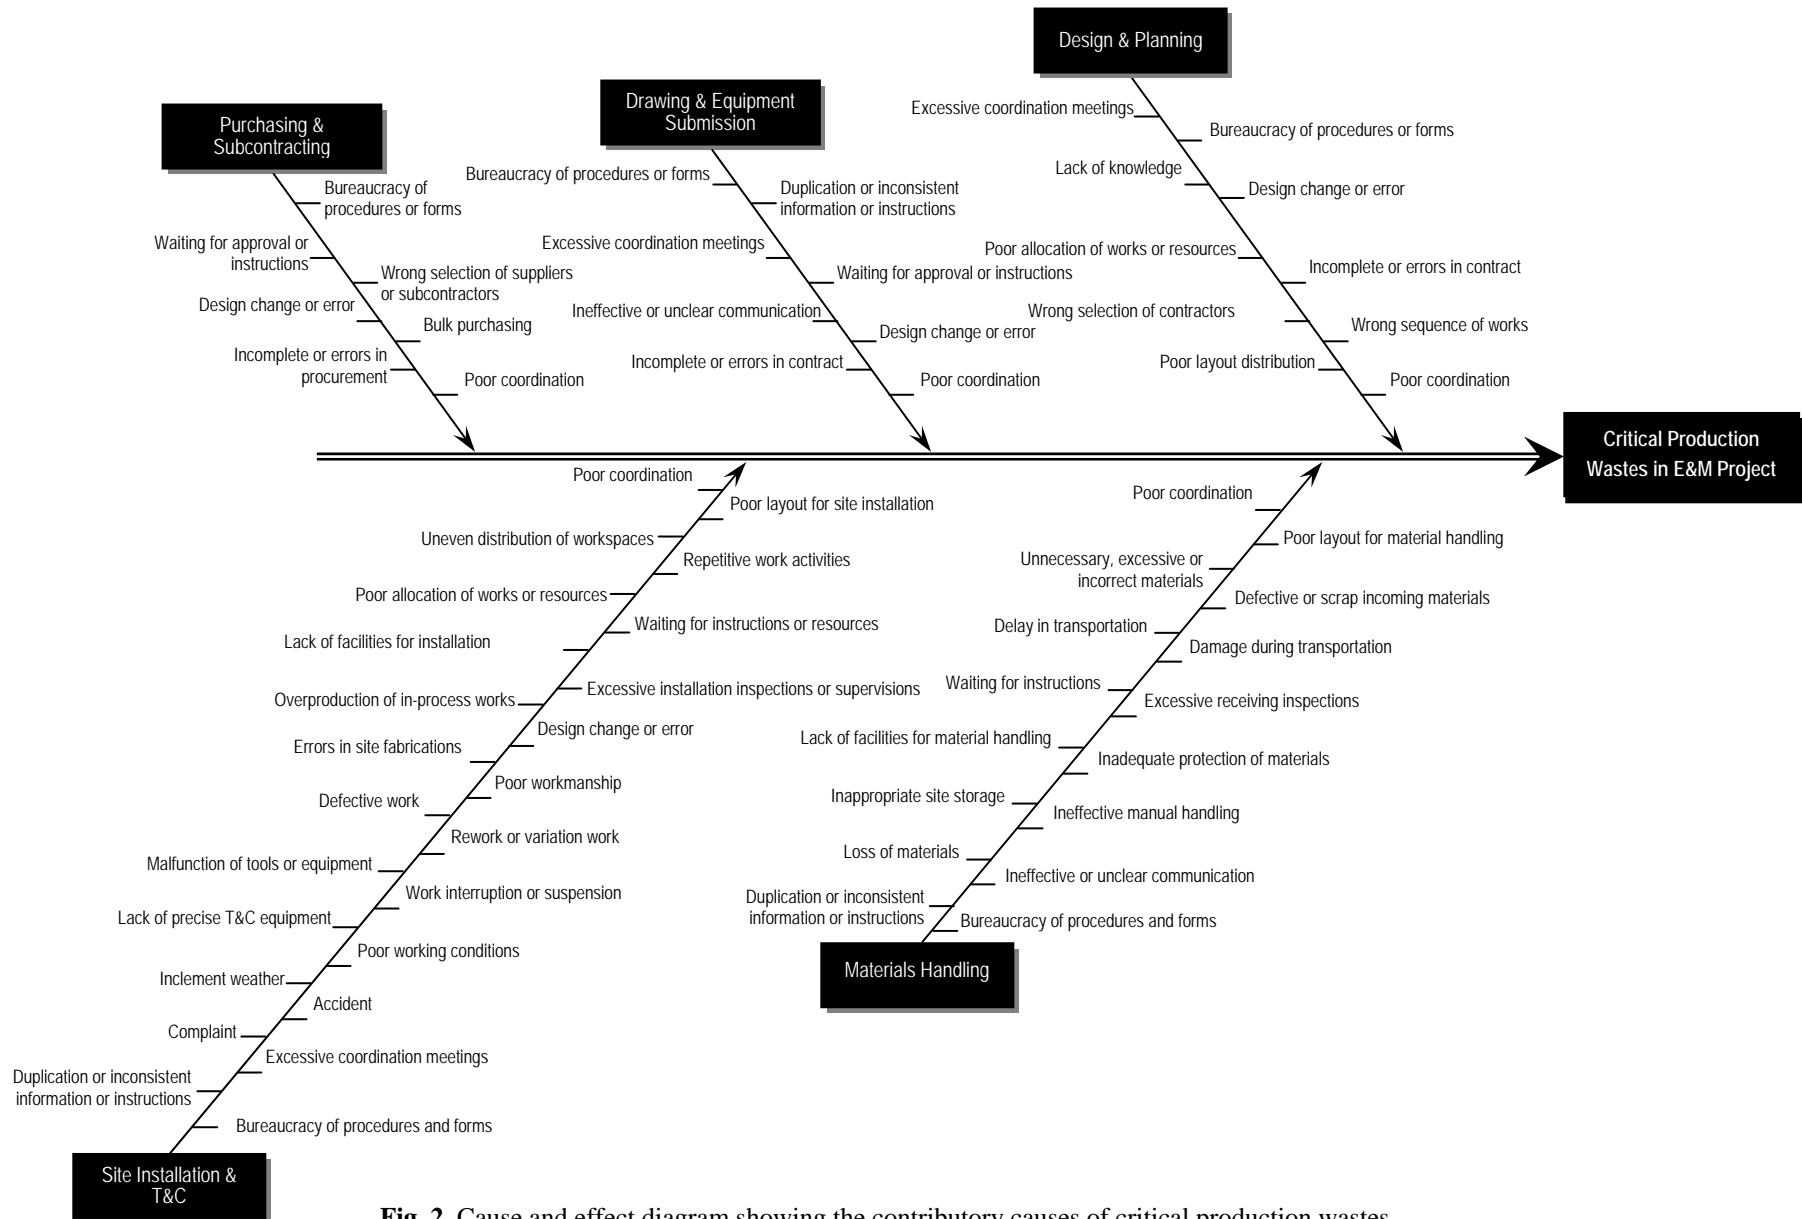 Design & Planning
Excessive coordination meetings
Bureaucracy of procedures or forms
Lack of knowledge
Design change or error
Poor allocation of works or resources
Incomplete or errors in contract
Wrong selection of contractors
Wrong sequence of works
Poor layout distribution
Poor coordination
Drawing & Equipment
Submission
Bureaucracy of procedures or forms
Duplication or inconsistent
information or instructions
Excessive coordination meetings
Waiting for approval or instructions
Ineffective or unclear communication
Design change or error
Incomplete or errors in contract
Poor coordination
Purchasing &
Subcontracting
Bureaucracy of
procedures or forms
Waiting for approval or
instructions
Wrong selection of suppliers
or subcontractors
Design change or error
Bulk purchasing
Incomplete or errors in
procurement
Poor coordination
Critical Production
Wastes in E&M Project
Poor coordination
Poor layout for site installation
Uneven distribution of workspaces
Repetitive work activities
Poor allocation of works or resources
Waiting for instructions or resources
Lack of facilities for installation
Excessive installation inspections or supervisions
Overproduction of in-process works
Design change or error
Errors in site fabrications
Poor workmanship
Defective work
Rework or variation work
Malfunction of tools or equipment
Work interruption or suspension
Lack of precise T&C equipment
Poor working conditions
Inclement weather
Accident
Complaint
Excessive coordination meetings
Duplication or inconsistent
information or instructions
Bureaucracy of procedures and forms
Site Installation &
T&C
Poor coordination
Poor layout for material handling
Unnecessary, excessive or
incorrect materials
Defective or scrap incoming materials
Delay in transportation
Damage during transportation
Waiting for instructions
Excessive receiving inspections
Lack of facilities for material handling
Inadequate protection of materials
Inappropriate site storage
Ineffective manual handling
Loss of materials
Ineffective or unclear communication
Duplication or inconsistent
information or instructions
Bureaucracy of procedures and forms
Materials Handling
Fig. 2. Cause and effect diagram showing the contributory causes of critical production wastes